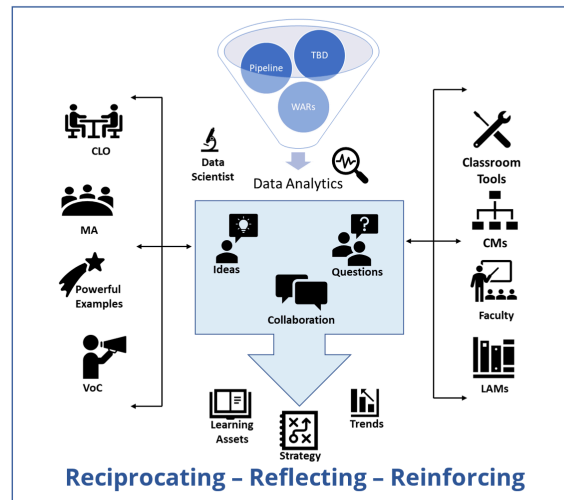 TBD
Pipeline
WARs
Data
Scientist
Data Analytics
CLO
MA
Powerful
Examples
VoC
Ideas
?
Questions
Collaboration
Classroom
Tools
CMs
Faculty
LAMs
Learning
Assets
Strategy
Trends
Reciprocating – Reflecting – Reinforcing